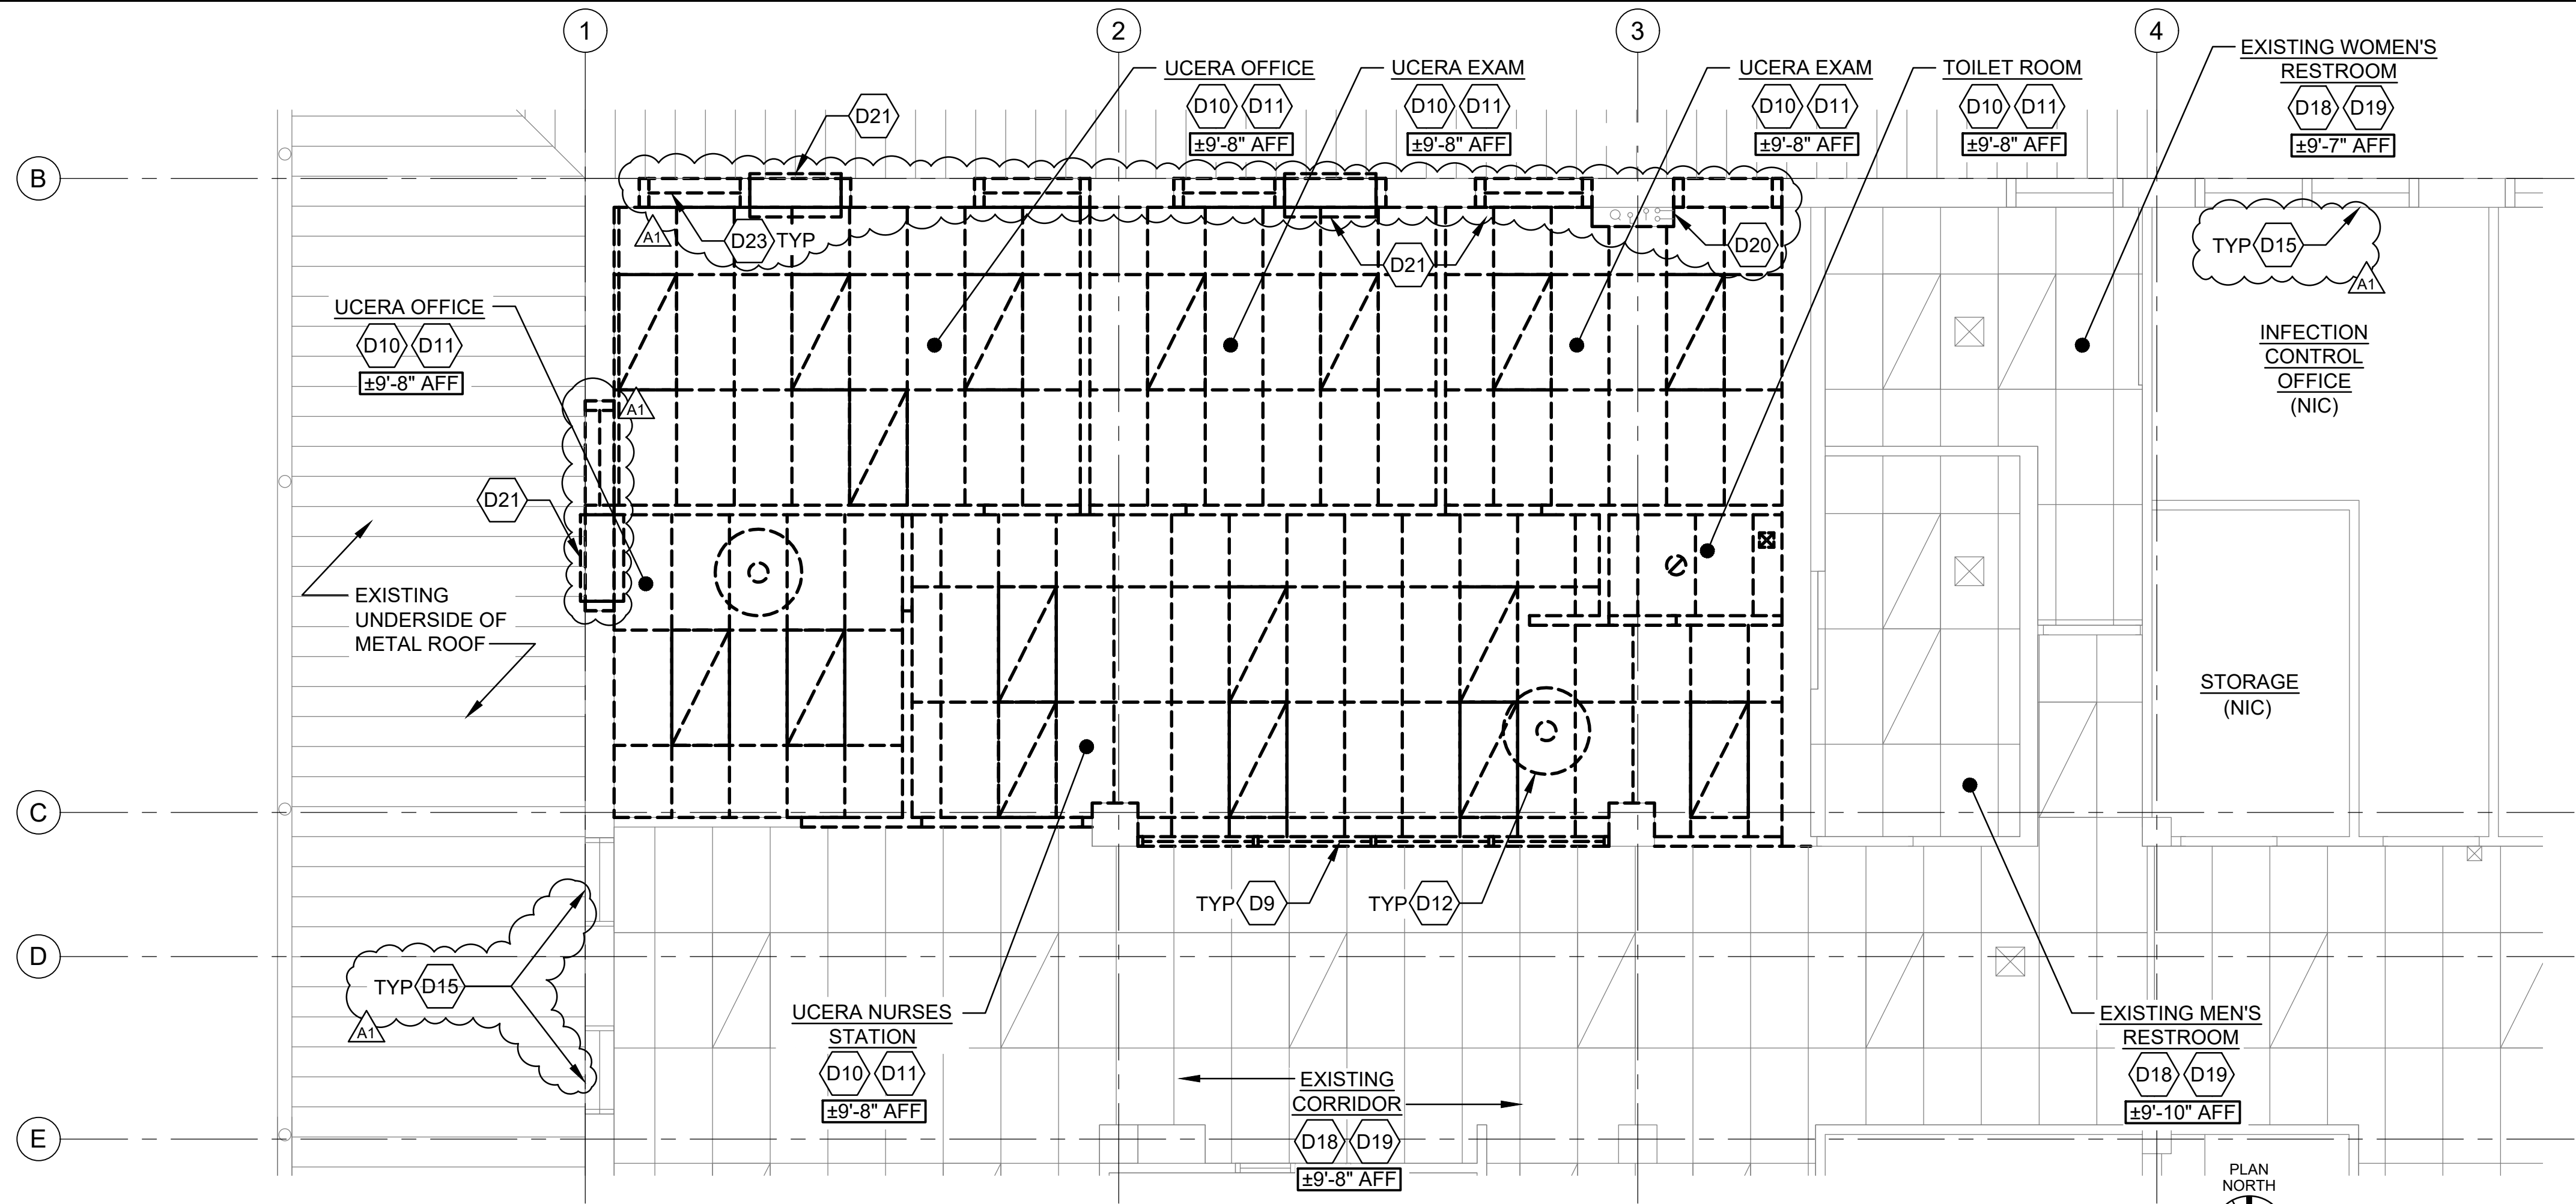 1
2
3
4
UCERA OFFICE
D10 D11
±9'-8" AFF
UCERA EXAM
D10 D11
±9'-8" AFF
UCERA EXAM
D10 D11
±9'-8" AFF
TOILET ROOM
D10 D11
±9'-8" AFF
EXISTING WOMEN'S
RESTROOM
D18 D19
±9'-7" AFF
D21
B
A1
D23 TYP
D21
D20
TYP D15
A1
UCERA OFFICE
D10 D11
±9'-8" AFF
A1
INFECTION
CONTROL
OFFICE
(NIC)
D21
EXISTING
UNDERSIDE OF
METAL ROOF
STORAGE
(NIC)
C
TYP D9
TYP D12
D
TYP D15
A1
UCERA NURSES
STATION
D10 D11
±9'-8" AFF
EXISTING
CORRIDOR
D18 D19
±9'-8" AFF
EXISTING MEN'S
RESTROOM
D18 D19
±9'-10" AFF
E
PLAN
NORTH